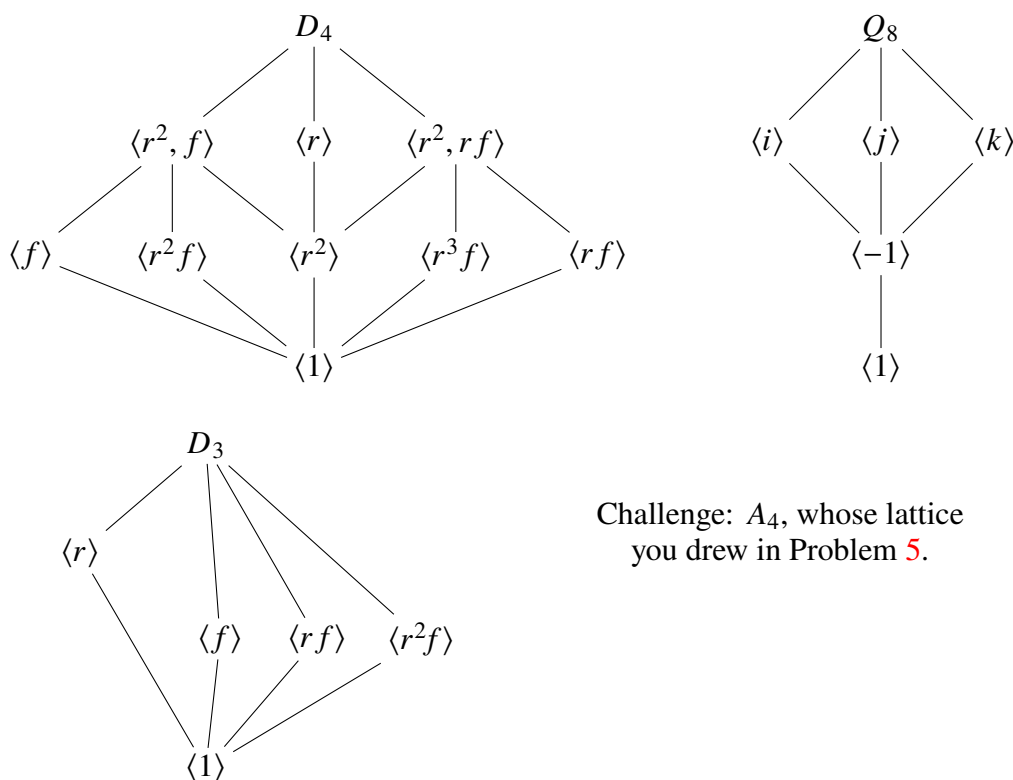 D₄ Q₈
⟨r², f⟩ ⟨r⟩ ⟨r², rf⟩ ⟨i⟩ ⟨j⟩ ⟨k⟩
⟨f⟩ ⟨r²f⟩ ⟨r²⟩ ⟨r³f⟩ ⟨rf⟩ ⟨−1⟩
⟨1⟩ ⟨1⟩
D₃
Challenge: A₄, whose lattice
you drew in Problem 5.
⟨r⟩
⟨f⟩ ⟨rf⟩ ⟨r²f⟩
⟨1⟩